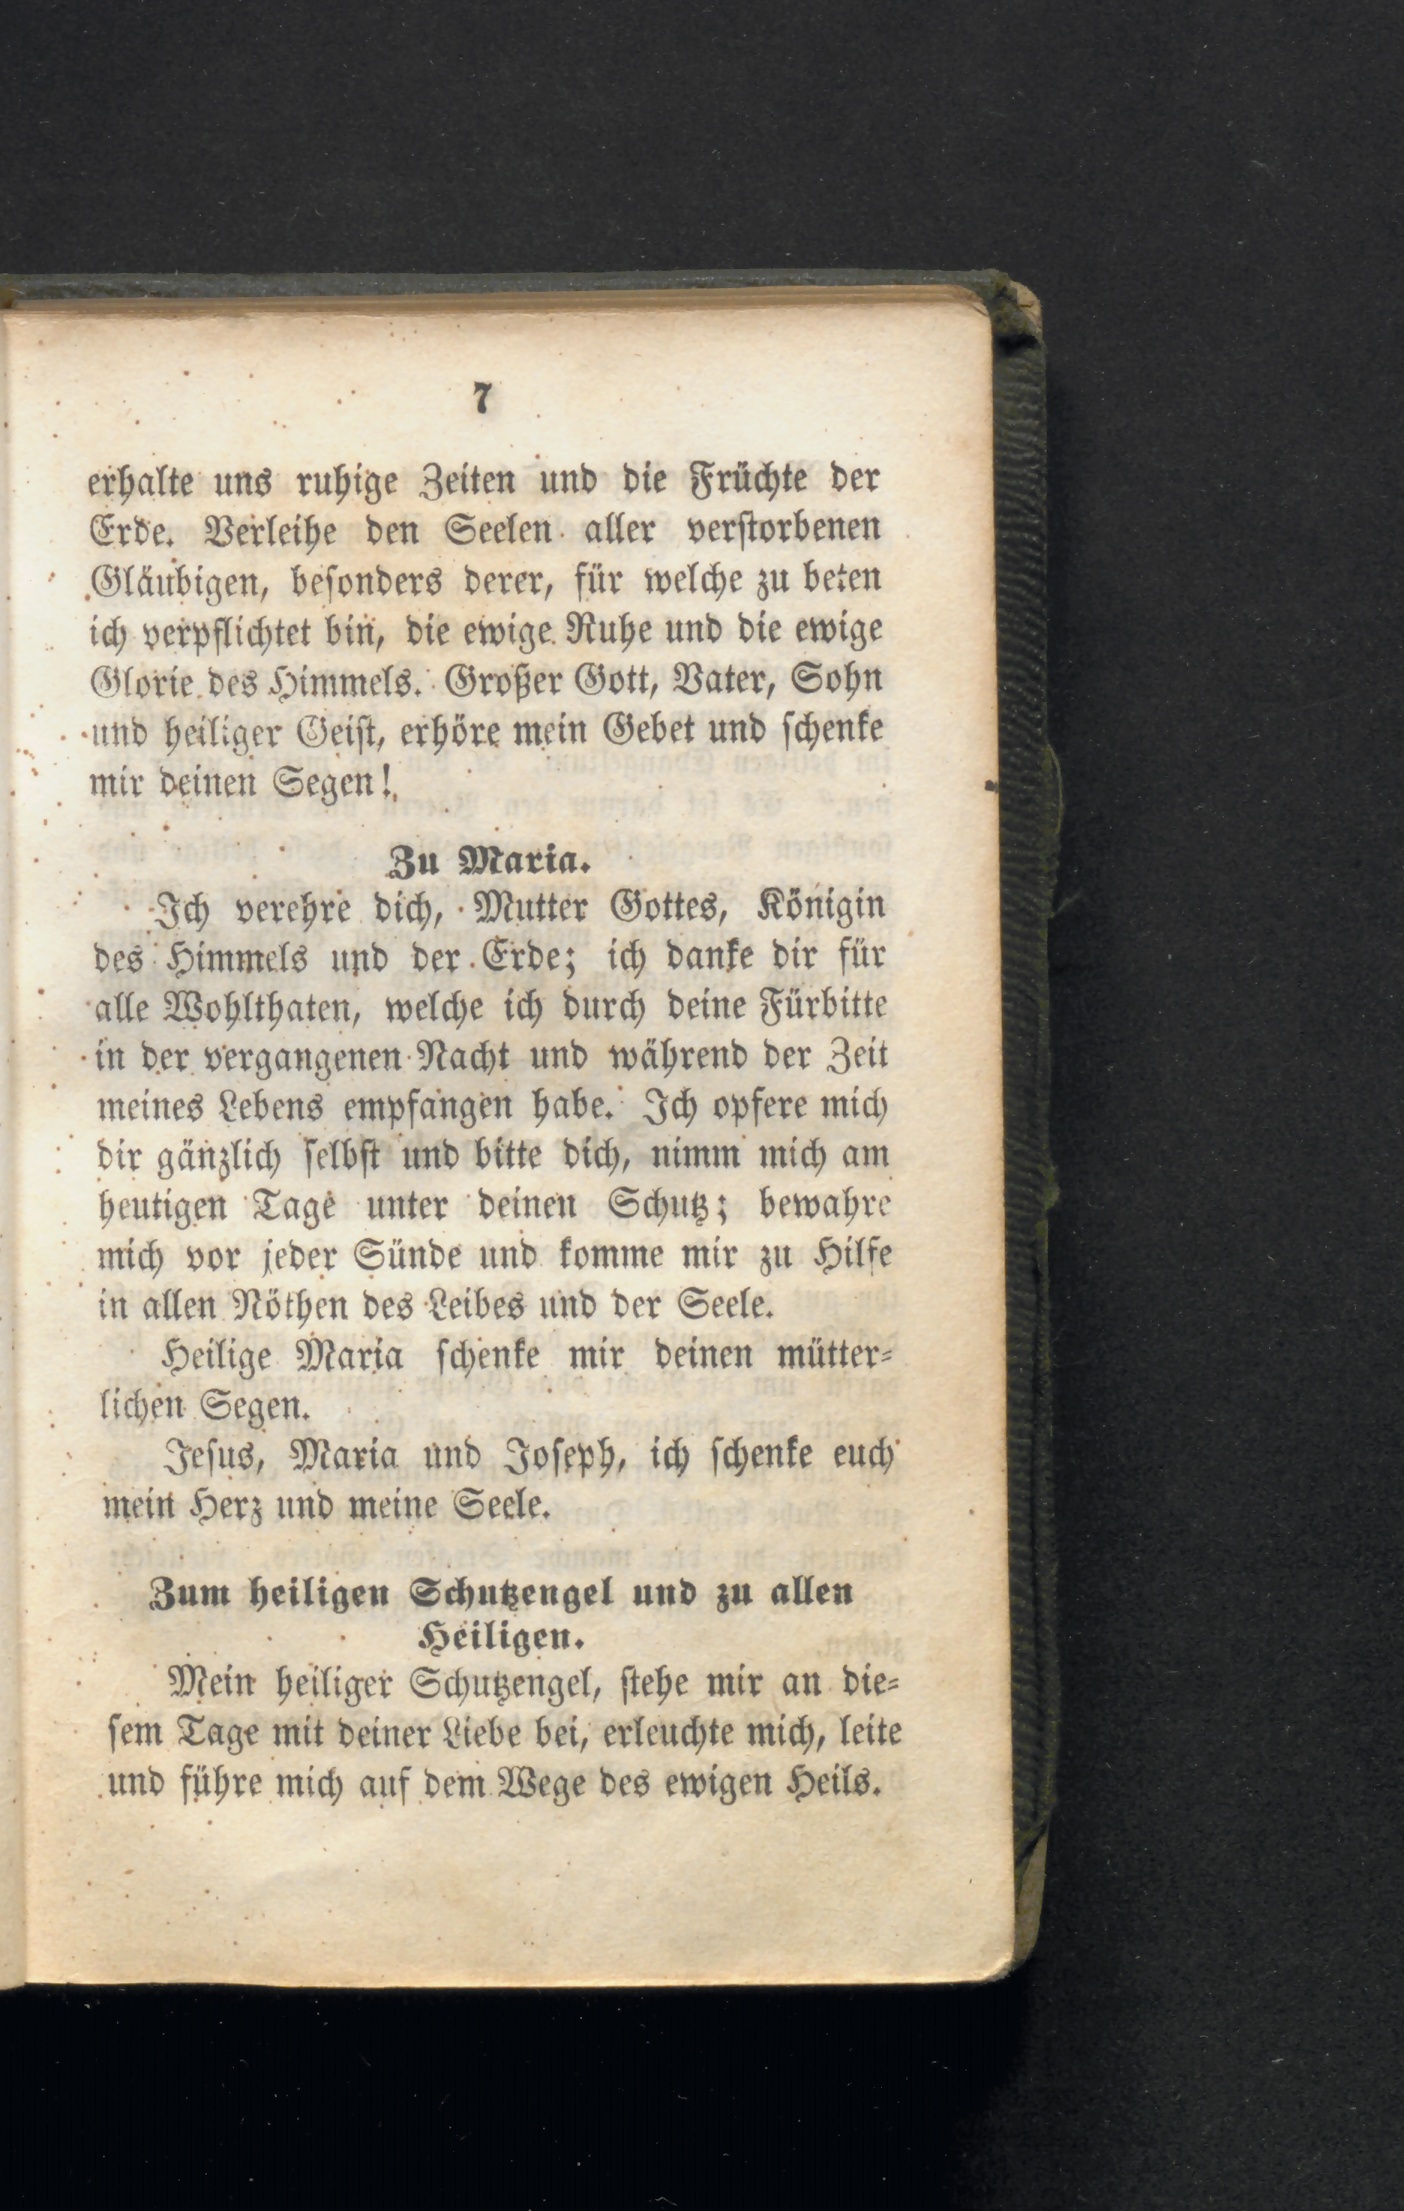 7
erhalte uns ruhige Zeiten und die Früchte der
Erde. Verleihe den Seelen aller verstorbenen
Gläubigen, besonders derer, für welche zu beten
ich verpflichtet bin, die ewige Ruhe und die ewige
Glorie des Himmels. Großer Gott, Vater, Sohn
und heiliger Geist, erhöre mein Gebet und schenke
mir deinen Segen!
Zu Maria.
Ich verehre dich, Mutter Gottes, Königin
des Himmels und der Erde; ich danke dir für
alle Wohlthaten, welche ich durch deine Fürbitte
in der vergangenen Nacht und während der Zeit
meines Lebens empfangen habe. Ich opfere mich
dir gänzlich selbst und bitte dich, nimm mich am
heutigen Tage unter deinen Schutz; bewahre
mich vor jeder Sünde und komme mir zu Hilfe
in allen Nöthen des Leibes und der Seele.
Heilige Maria schenke mir deinen mütter-
lichen Segen.
Jesus, Maria und Joseph, ich schenke euch
mein Herz und meine Seele.
Zum heiligen Schutzengel und zu allen
Heiligen.
Mein heiliger Schutzengel, stehe mir an die-
sem Tage mit deiner Liebe bei, erleuchte mich, leite
und führe mich auf dem Wege des ewigen Heils.